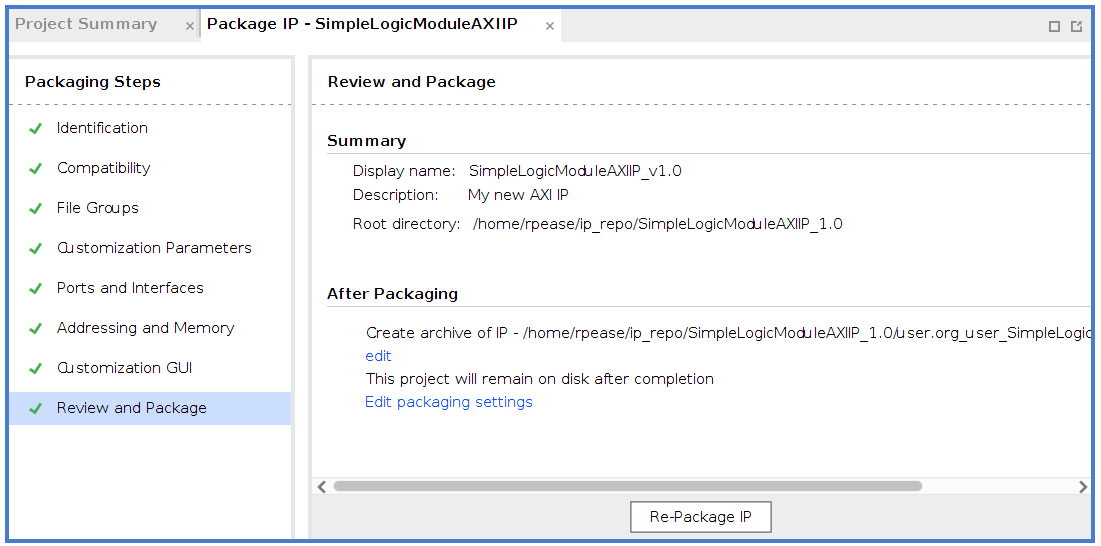 Project Summary × Package IP - SimpleLogicModuleAXIIP ×
Packaging Steps
Identification
Compatibility
File Groups
Customization Parameters
Ports and Interfaces
Addressing and Memory
Customization GUI
Review and Package
Review and Package
Summary
Display name: SimpleLogicModuleAXIIP_v1.0
Description: My new AXI IP
Root directory: /home/rpease/ip_repo/SimpleLogicModuleAXIIP_1.0
After Packaging
Create archive of IP - /home/rpease/ip_repo/SimpleLogicModuleAXIIP_1.0/user.org_user_SimpleLogic
edit
This project will remain on disk after completion
Edit packaging settings
Re-Package IP